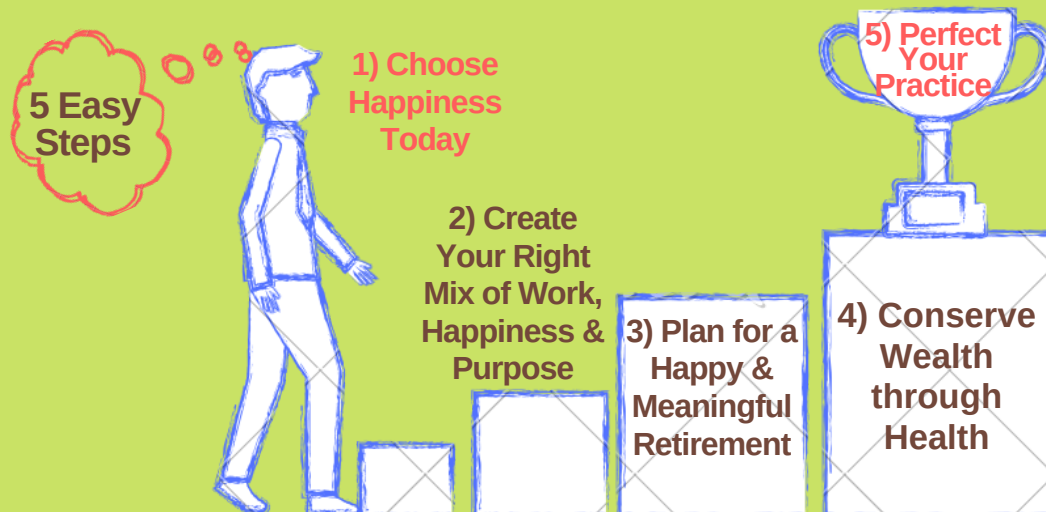 5 Easy
Steps
1) Choose
Happiness
Today
2) Create
Your Right
Mix of Work,
Happiness &
Purpose
3) Plan for a
Happy &
Meaningful
Retirement
4) Conserve
Wealth
through
Health
5) Perfect
Your
Practice